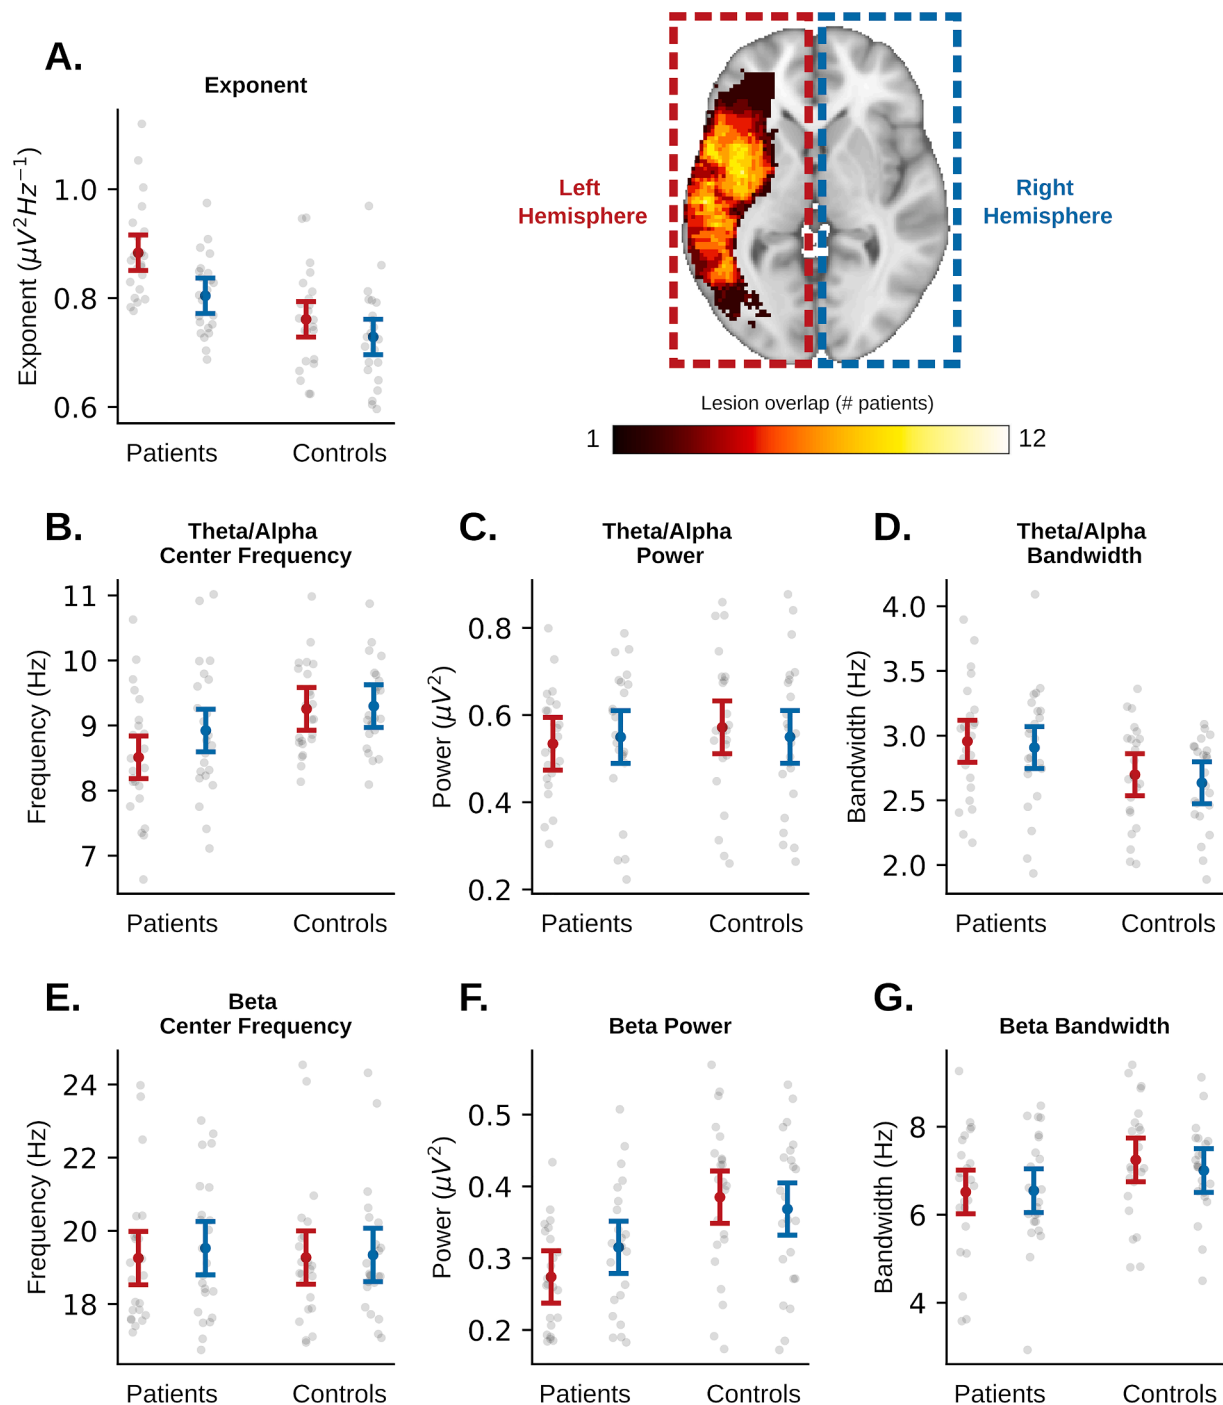 A.
Exponent
Exponent (μV²Hz⁻¹)
1.0
0.8
0.6
Patients
Controls
Left
Hemisphere
Right
Hemisphere
Lesion overlap (# patients)
1
12
B.
Theta/Alpha
Center Frequency
Frequency (Hz)
11
10
9
8
7
Patients
Controls
C.
Theta/Alpha
Power
Power (μV²)
0.8
0.6
0.4
0.2
Patients
Controls
D.
Theta/Alpha
Bandwidth
Bandwidth (Hz)
4.0
3.5
3.0
2.5
2.0
Patients
Controls
E.
Beta
Center Frequency
Frequency (Hz)
24
22
20
18
Patients
Controls
F.
Beta Power
Power (μV²)
0.5
0.4
0.3
0.2
Patients
Controls
G.
Beta Bandwidth
Bandwidth (Hz)
8
6
4
Patients
Controls